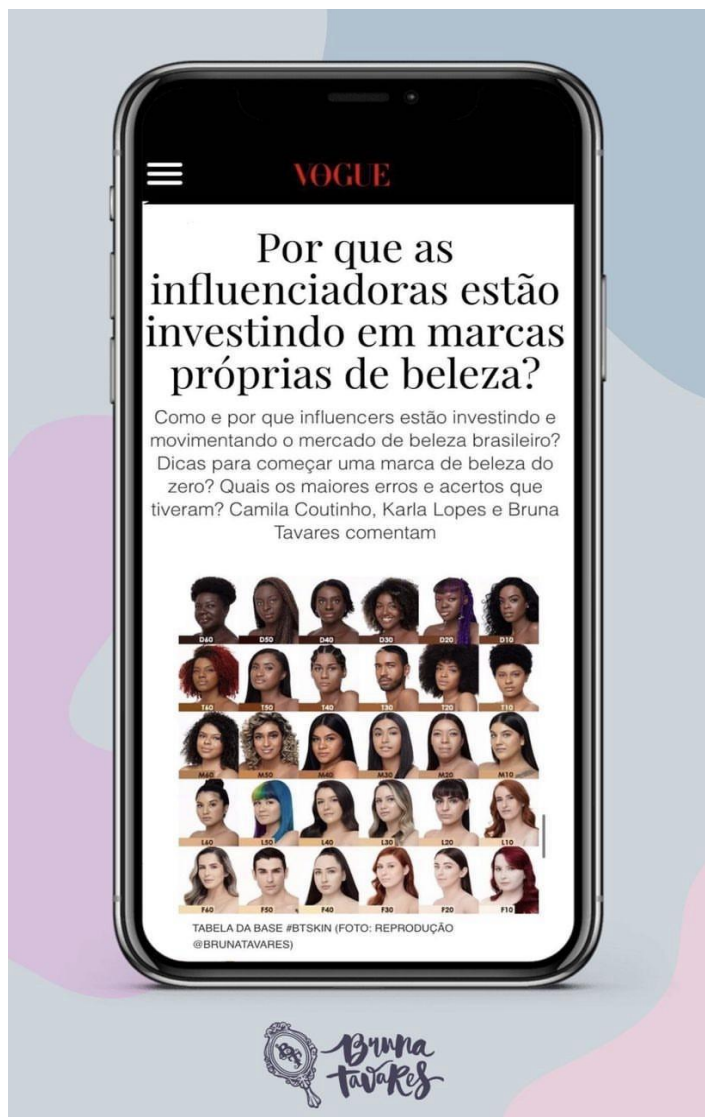 VOGUE
Por que as
influenciadoras estão
investindo em marcas
próprias de beleza?
Como e por que influencers estão investindo e
movimentando o mercado de beleza brasileiro?
Dicas para começar uma marca de beleza do
zero? Quais os maiores erros e acertos que
tiveram? Camila Coutinho, Karla Lopes e Bruna
Tavares comentam
D60 D50 D40 D30 D20 D10
T60 T50 T40 T30 T20 T10
M60 M50 M40 M30 M20 M10
L60 L50 L40 L30 L20 L10
F60 F50 F40 F30 F20 F10
TABELA DA BASE #BTSKIN (FOTO: REPRODUÇÃO
@BRUNATAVARES)
BT
Bruna
Tavares